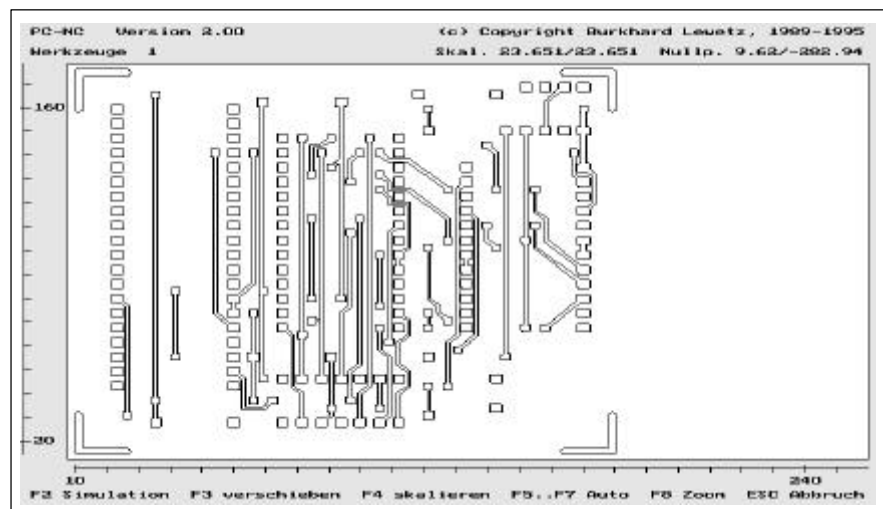 PC-NC Version 2.00 (c) Copyright Burkhard Lewetz, 1989-1995
Werkzeuge 1 Skal. 23.651/23.651 Nullp. 9.62/-282.94
160
20
10 240
F2 Simulation F3 verschieben F4 skalieren F5..F7 Auto F8 Zoom ESC Abbruch